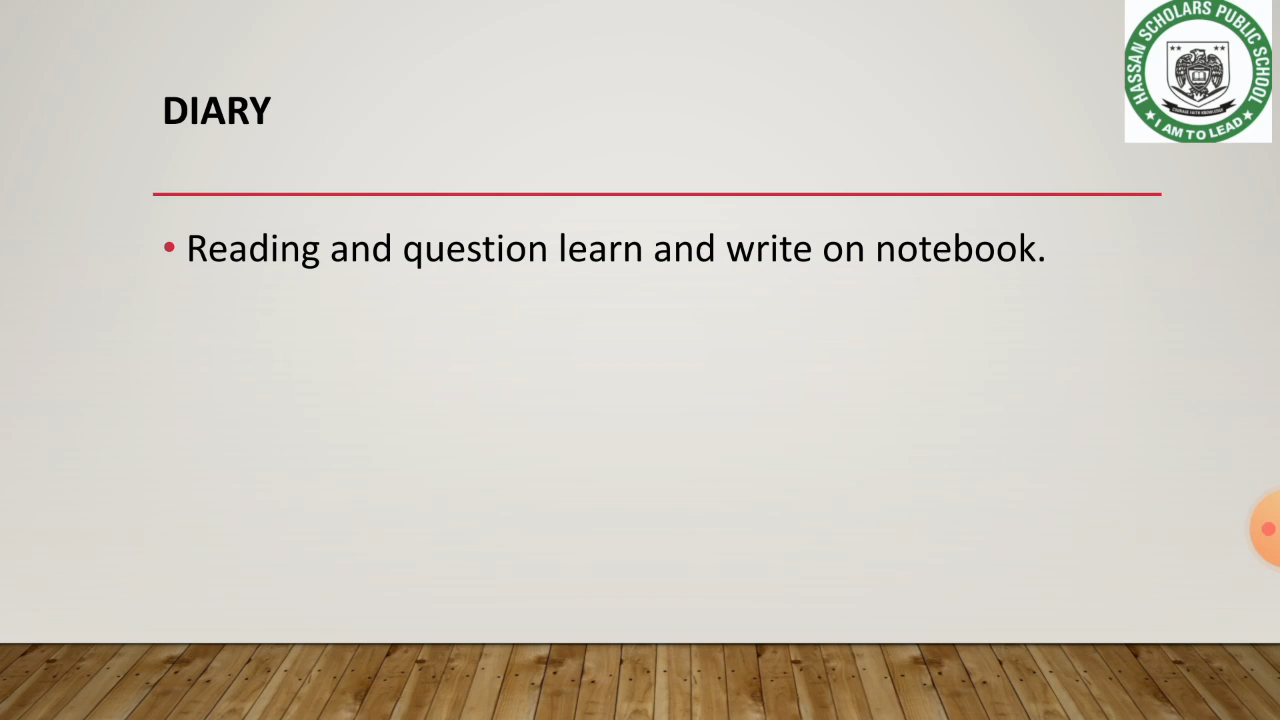 HASSAN SCHOLARS PUBLIC SCHOOL
I AM TO LEAD
DIARY
Reading and question learn and write on notebook.